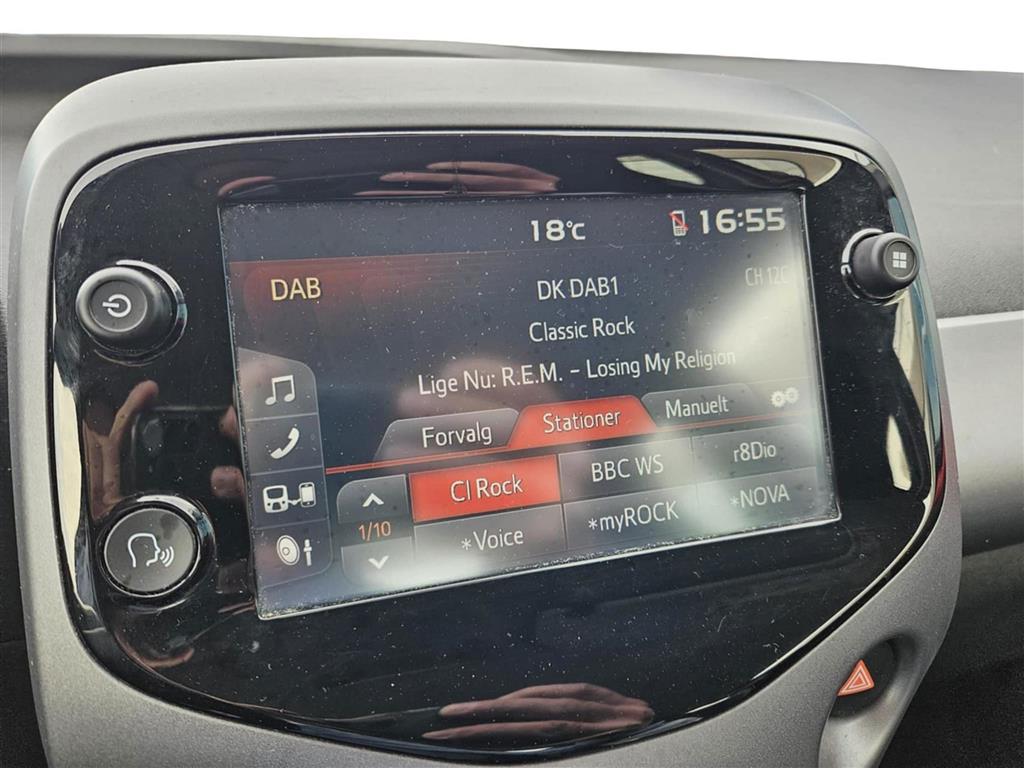 18°C 16:55
DAB DK DAB1 CH 12C
Classic Rock
Lige Nu: R.E.M. - Losing My Religion
Forvalg Stationer Manuelt
Cl Rock BBC WS r8Dio
1/10
*Voice *myROCK *NOVA